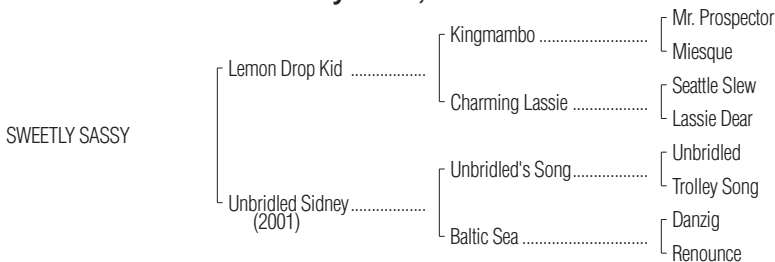 Mr. Prospector
Kingmambo ..........................
Miesque
Lemon Drop Kid ..................
Seattle Slew
Charming Lassie ..................
Lassie Dear
SWEETLY SASSY
Unbridled
Unbridled's Song..................
Trolley Song
Unbridled Sidney..................
(2001)
Danzig
Baltic Sea ..............................
Renounce